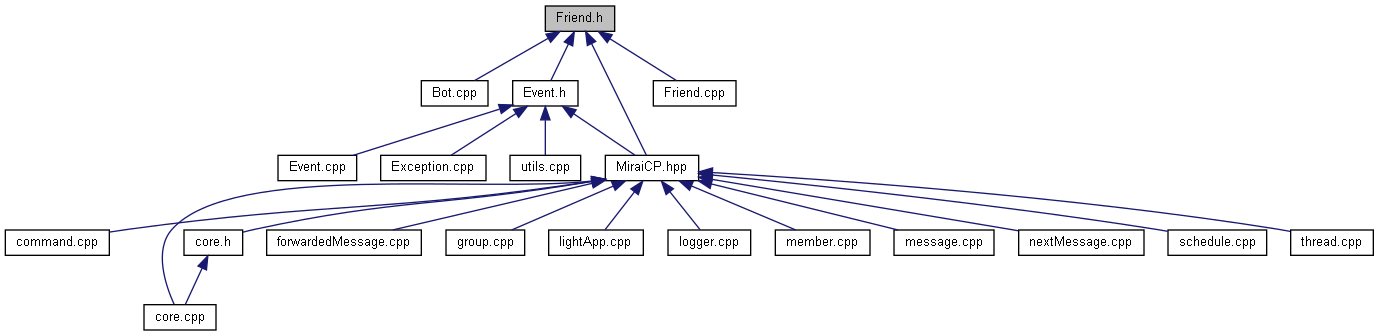 Friend.h
Bot.cpp
Event.h
Friend.cpp
Event.cpp
Exception.cpp
utils.cpp
MiraiCP.hpp
command.cpp
core.h
forwardedMessage.cpp
group.cpp
lightApp.cpp
logger.cpp
member.cpp
message.cpp
nextMessage.cpp
schedule.cpp
thread.cpp
core.cpp